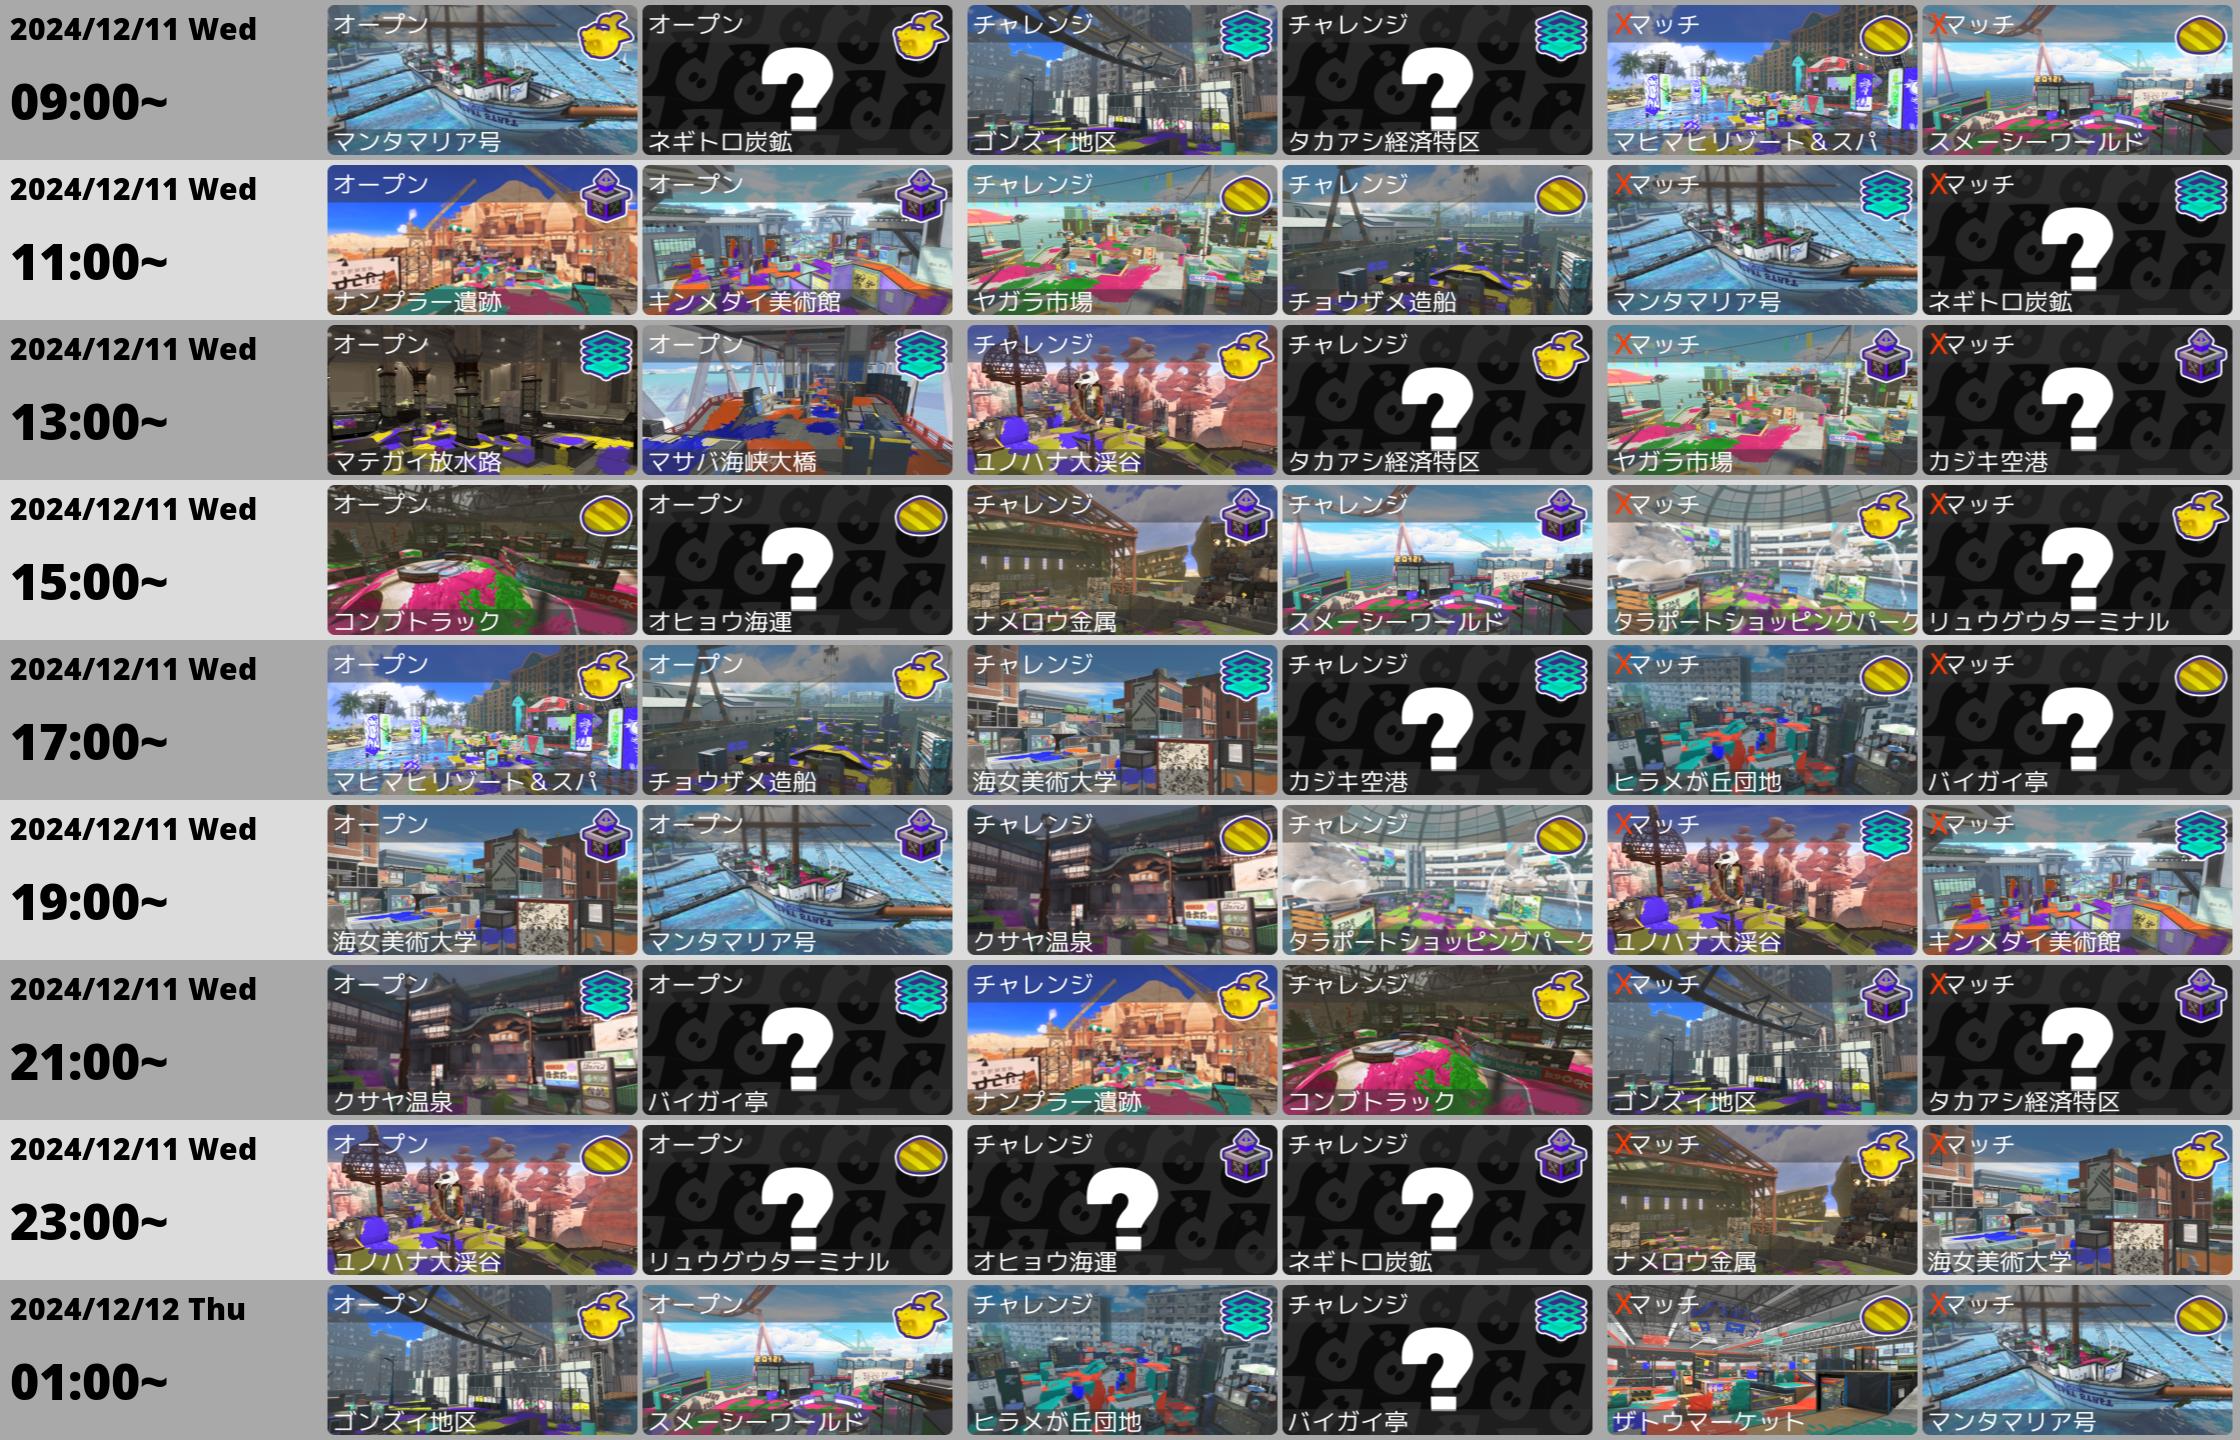 2024/12/11 Wed
09:00~
オープン
マンタマリア号
オープン
ネギトロ炭鉱
チャレンジ
ゴンズイ地区
チャレンジ
タカアシ経済特区
Xマッチ
マヒマヒリゾート＆スパ
Xマッチ
スメーシーワールド
2024/12/11 Wed
11:00~
オープン
ナンプラー遺跡
オープン
キンメダイ美術館
チャレンジ
ヤガラ市場
チャレンジ
チョウザメ造船
Xマッチ
マンタマリア号
Xマッチ
ネギトロ炭鉱
2024/12/11 Wed
13:00~
オープン
マテガイ放水路
オープン
マサバ海峡大橋
チャレンジ
ユノハナ大渓谷
チャレンジ
タカアシ経済特区
Xマッチ
ヤガラ市場
Xマッチ
カジキ空港
2024/12/11 Wed
15:00~
オープン
コンブトラック
オープン
オヒョウ海運
チャレンジ
ナメロウ金属
チャレンジ
スメーシーワールド
Xマッチ
タラポートショッピングパーク
Xマッチ
リュウグウターミナル
2024/12/11 Wed
17:00~
オープン
マヒマヒリゾート＆スパ
オープン
チョウザメ造船
チャレンジ
海女美術大学
チャレンジ
カジキ空港
Xマッチ
ヒラメが丘団地
Xマッチ
バイガイ亭
2024/12/11 Wed
19:00~
オープン
海女美術大学
オープン
マンタマリア号
チャレンジ
クサヤ温泉
チャレンジ
タラポートショッピングパーク
Xマッチ
ユノハナ大渓谷
Xマッチ
キンメダイ美術館
2024/12/11 Wed
21:00~
オープン
クサヤ温泉
オープン
バイガイ亭
チャレンジ
ナンプラー遺跡
チャレンジ
コンブトラック
Xマッチ
ゴンズイ地区
Xマッチ
タカアシ経済特区
2024/12/11 Wed
23:00~
オープン
ユノハナ大渓谷
オープン
リュウグウターミナル
チャレンジ
オヒョウ海運
チャレンジ
ネギトロ炭鉱
Xマッチ
ナメロウ金属
Xマッチ
海女美術大学
2024/12/12 Thu
01:00~
オープン
ゴンズイ地区
オープン
スメーシーワールド
チャレンジ
ヒラメが丘団地
チャレンジ
バイガイ亭
Xマッチ
ザトウマーケット
Xマッチ
マンタマリア号